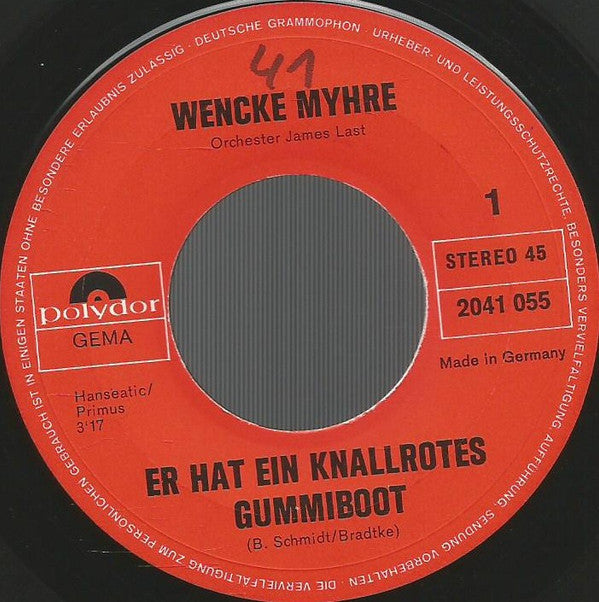 41
WENCKE MYHRE
Orchester James Last
1
STEREO 45
2041 055
Made in Germany
polydor
GEMA
Hanseatic/
Primus
3'17
ER HAT EIN KNALLROTES
GUMMIBOOT
(B. Schmidt/Bradtke)
DEUTSCHE GRAMMOPHON · URHEBER- UND LEISTUNGSSCHUTZRECHTE, INSBESONDERE VERVIELFÄLTIGUNG AUFFÜHRUNG SENDUNG VORBEHALTEN · DIE VERVIELFÄLTIGUNG ZUM PERSÖNLICHEN GEBRAUCH IST IN EINIGEN STAATEN OHNE BESONDERE ERLAUBNIS ZULÄSSIG ·